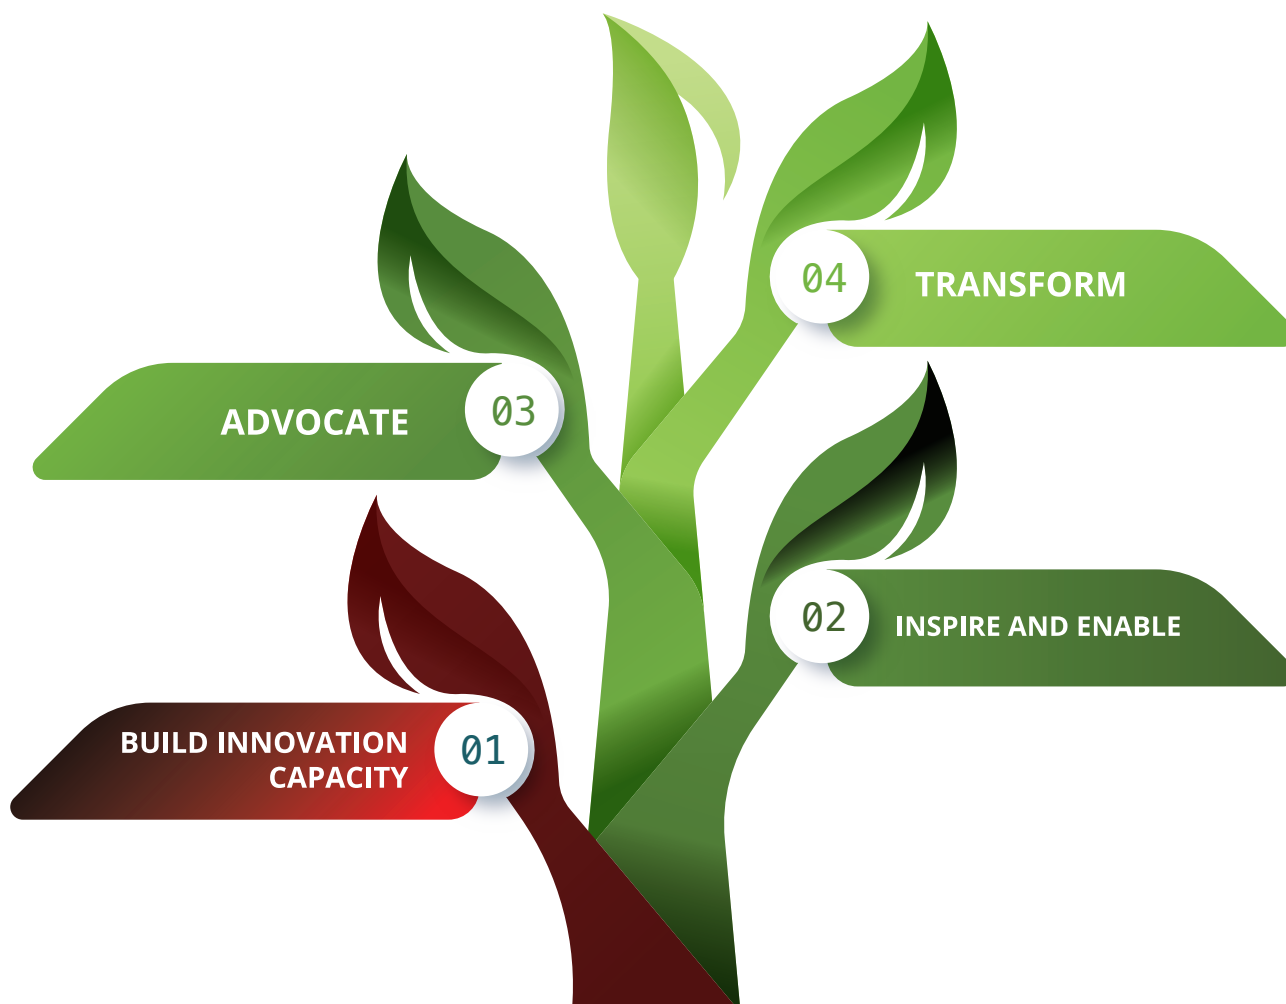 04
TRANSFORM
ADVOCATE
03
02
INSPIRE AND ENABLE
BUILD INNOVATION
CAPACITY
01